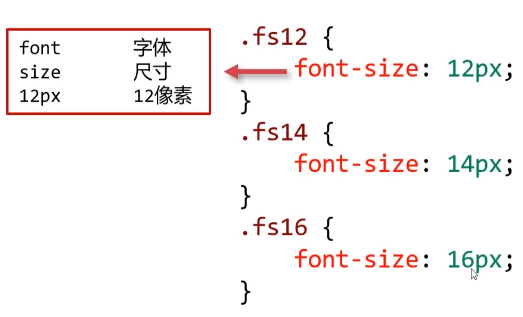 font 字体
size 尺寸
12px 12像素
.fs12 {
    font-size: 12px;
}
.fs14 {
    font-size: 14px;
}
.fs16 {
    font-size: 16px;
}